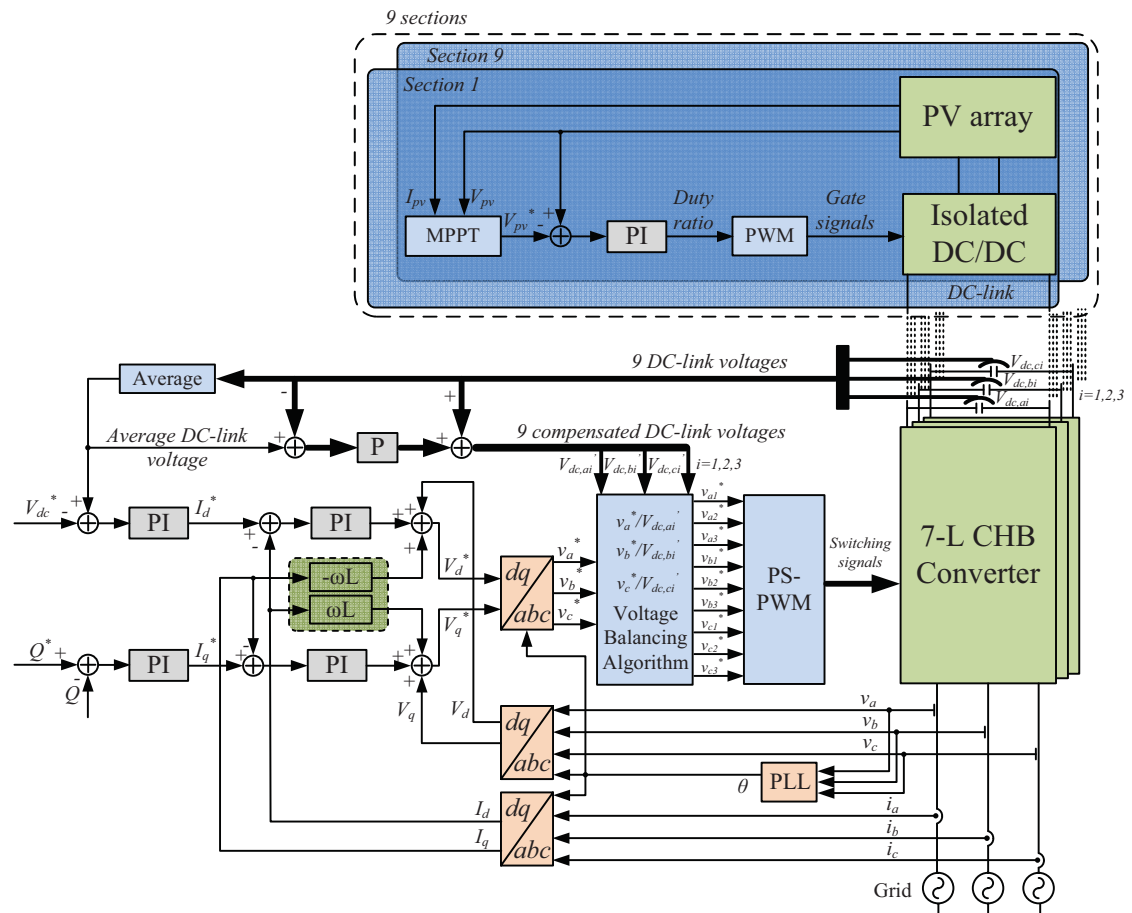 9 sections
Section 9
Section 1
PV array
I_pv
V_pv
MPPT
V_pv*
-
+
PI
Duty
ratio
PWM
Gate
signals
Isolated
DC/DC
DC-link
Average
9 DC-link voltages
V_dc,ci
V_dc,bi
V_dc,ai
i=1,2,3
-
+
Average DC-link
voltage
P
9 compensated DC-link voltages
V_dc,ai'
V_dc,bi'
V_dc,ci'
i=1,2,3
V_dc*
+
-
PI
I_d*
+
-
PI
+
+
+
-ωL
ωL
V_d*
V_q*
dq
abc
v_a*
v_b*
v_c*
v_a*/V_dc,ai'
v_b*/V_dc,bi'
v_c*/V_dc,ci'
Voltage
Balancing
Algorithm
v_a1*
v_a2*
v_a3*
v_b1*
v_b2*
v_b3*
v_c1*
v_c2*
v_c3*
PS-
PWM
Switching
signals
7-L CHB
Converter
Q*
+
-
Q
PI
I_q*
-
+
PI
+
+
+
V_q
V_d
dq
abc
v_a
v_b
v_c
θ
PLL
I_d
I_q
dq
abc
i_a
i_b
i_c
Grid